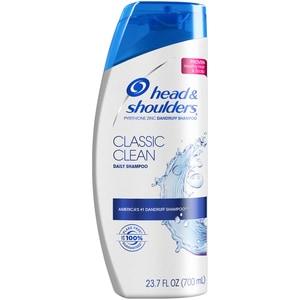 PROVEN
head &
shoulders
PYRITHIONE ZINC DANDRUFF SHAMPOO
CLASSIC
CLEAN
DAILY SHAMPOO
AMERICA'S #1 DANDRUFF SHAMPOO
100%
23.7 FL OZ (700 mL)